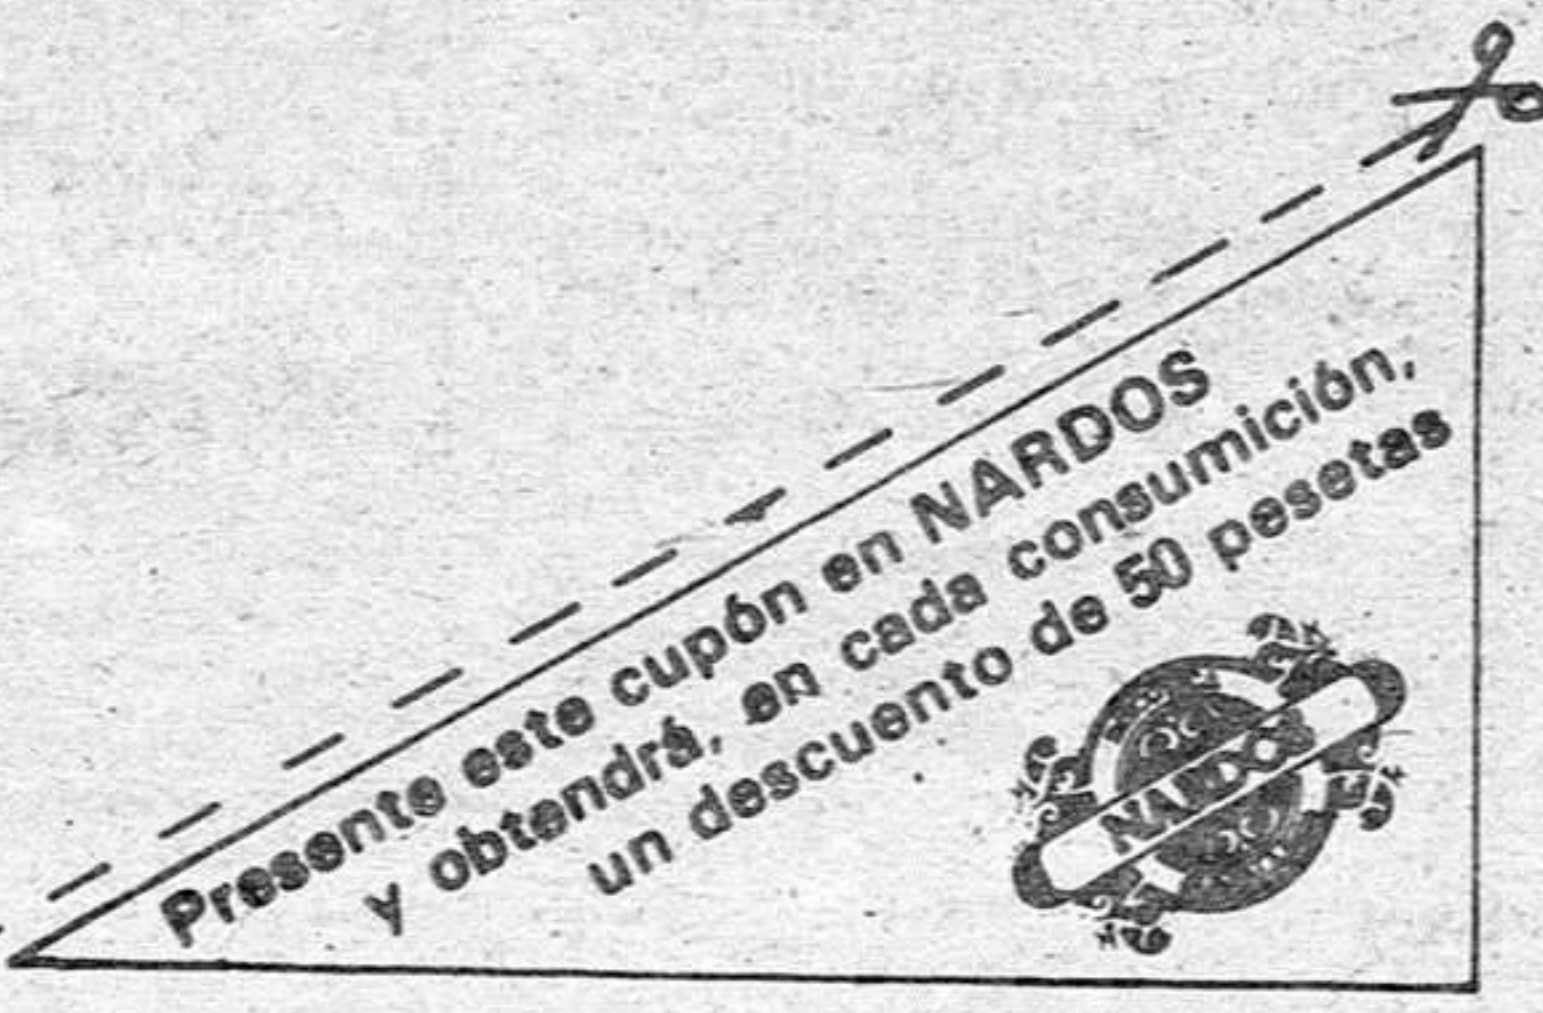 Presente este cupón en NARDOS
y obtendrá, en cada consumición,
un descuento de 50 pesetas
NARDOS